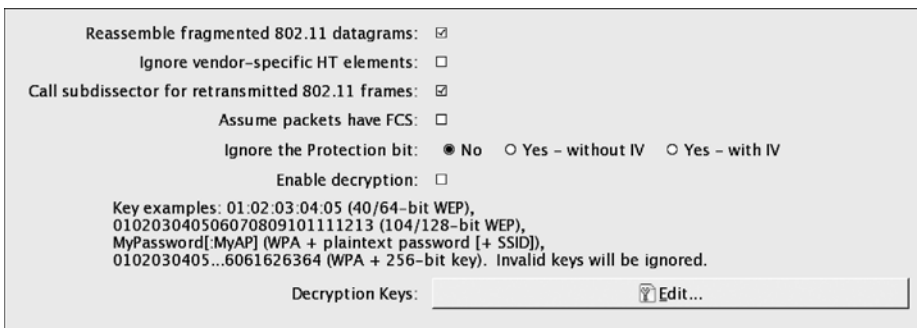 Reassemble fragmented 802.11 datagrams:
Ignore vendor-specific HT elements:
Call subdissector for retransmitted 802.11 frames:
Assume packets have FCS:
Ignore the Protection bit: No Yes - without IV Yes - with IV
Enable decryption:
Key examples: 01:02:03:04:05 (40/64-bit WEP),
010203040506070809101111213 (104/128-bit WEP),
MyPassword[:MyAP] (WPA + plaintext password [+ SSID]),
0102030405...6061626364 (WPA + 256-bit key). Invalid keys will be ignored.
Decryption Keys: Edit...